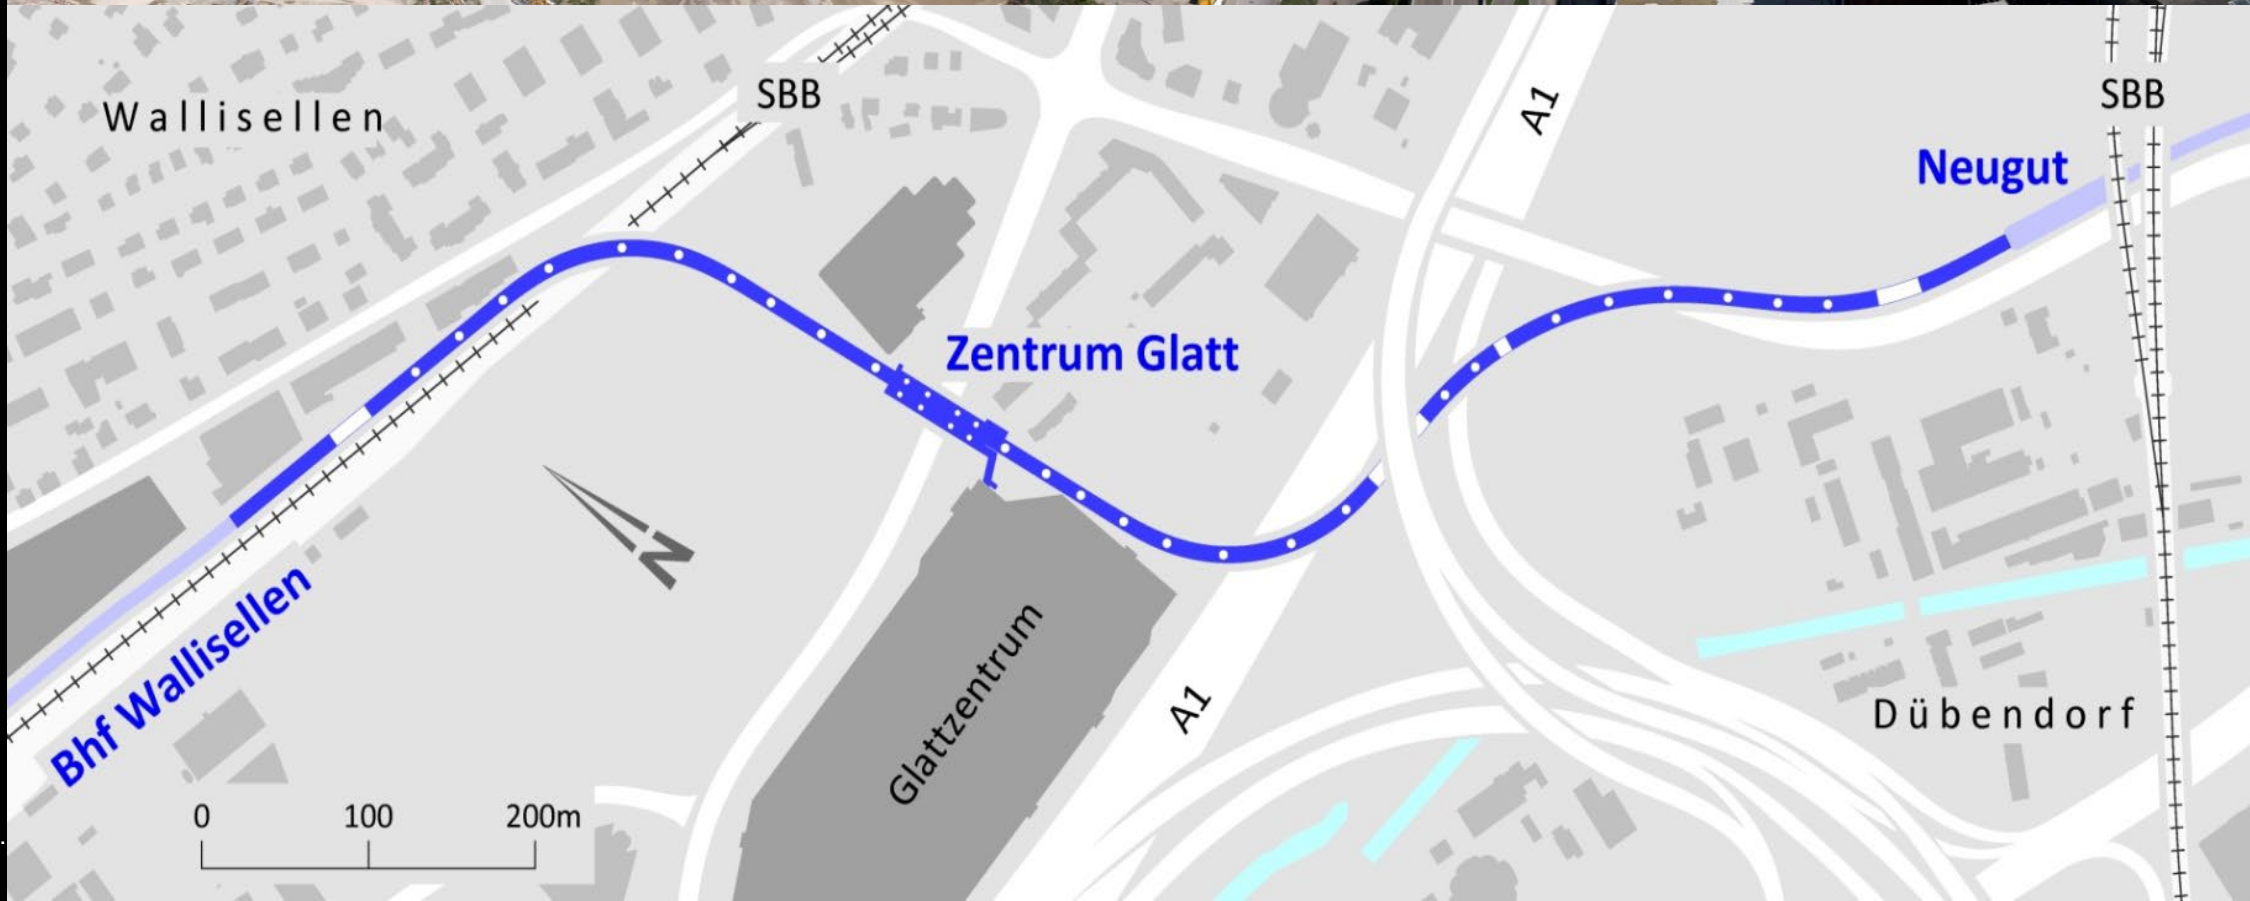 Wallisellen
SBB
A1
SBB
Neugut
Zentrum Glatt
N
Bhf Wallisellen
Glattzentrum
A1
Dübendorf
0 100 200m